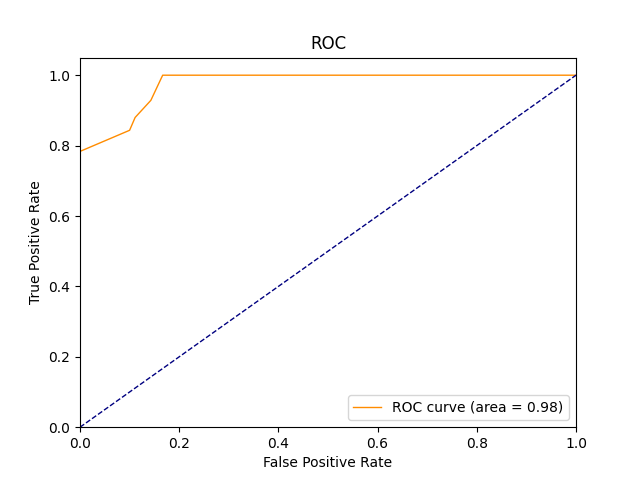 ROC
True Positive Rate
1.0
0.8
0.6
0.4
0.2
0.0
ROC curve (area = 0.98)
0.0 0.2 0.4 0.6 0.8 1.0
False Positive Rate